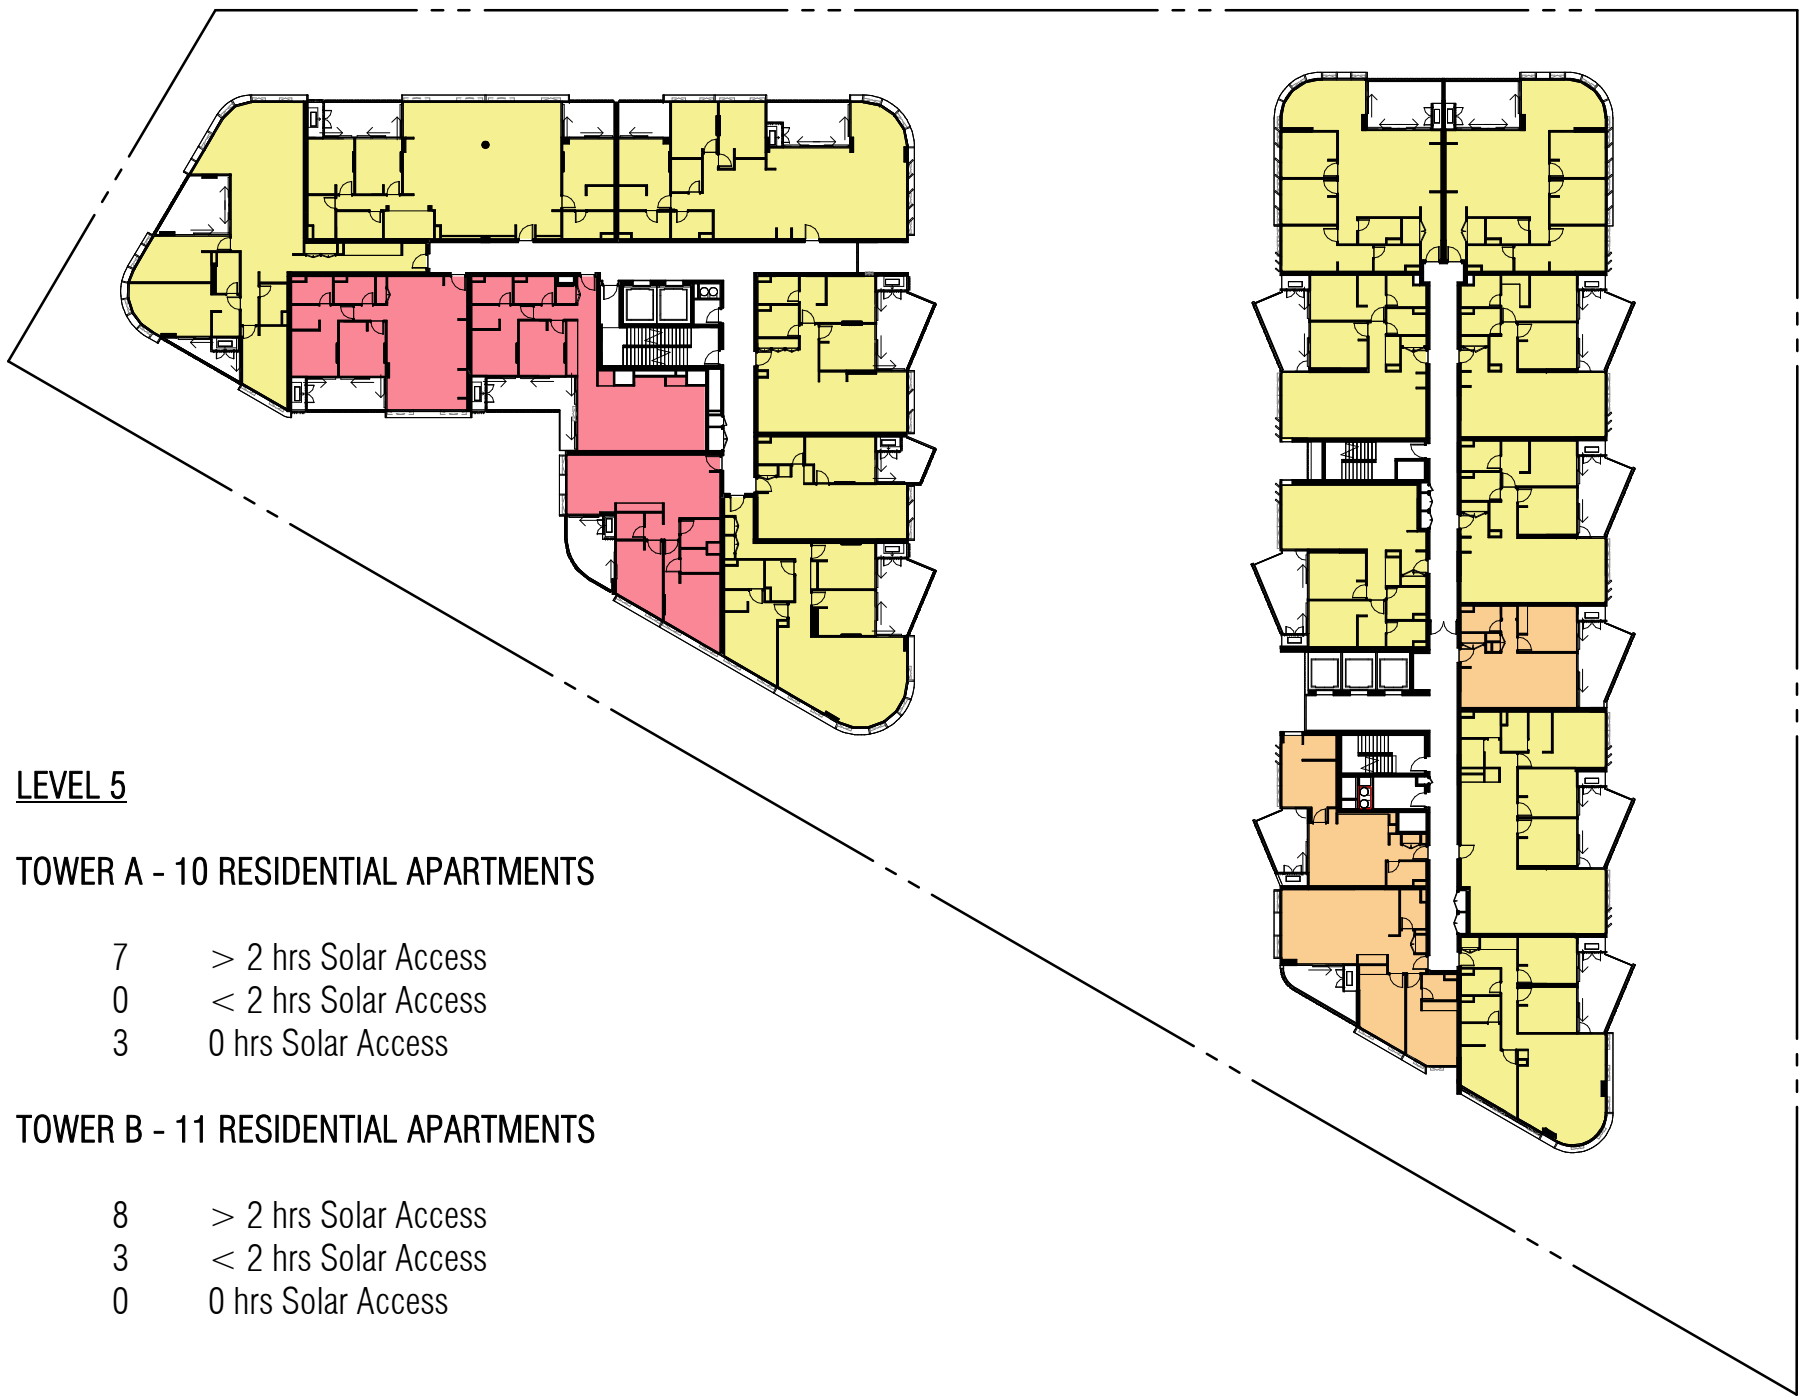 LEVEL 5
TOWER A - 10 RESIDENTIAL APARTMENTS
7 > 2 hrs Solar Access
0 < 2 hrs Solar Access
3 0 hrs Solar Access
TOWER B - 11 RESIDENTIAL APARTMENTS
8 > 2 hrs Solar Access
3 < 2 hrs Solar Access
0 0 hrs Solar Access